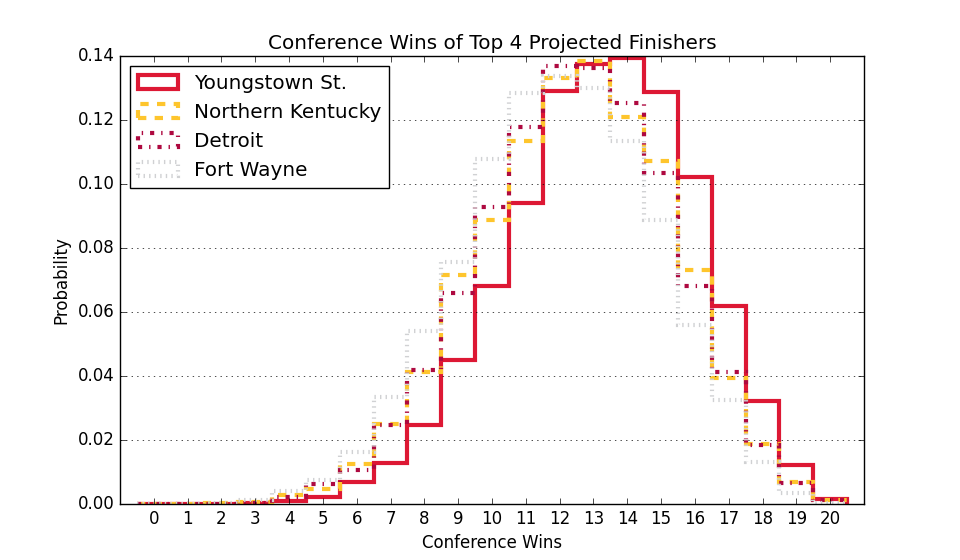 Conference Wins of Top 4 Projected Finishers
Youngstown St.
Northern Kentucky
Detroit
Fort Wayne
Probability
0.14
0.12
0.10
0.08
0.06
0.04
0.02
0.00
0 1 2 3 4 5 6 7 8 9 10 11 12 13 14 15 16 17 18 19 20
Conference Wins